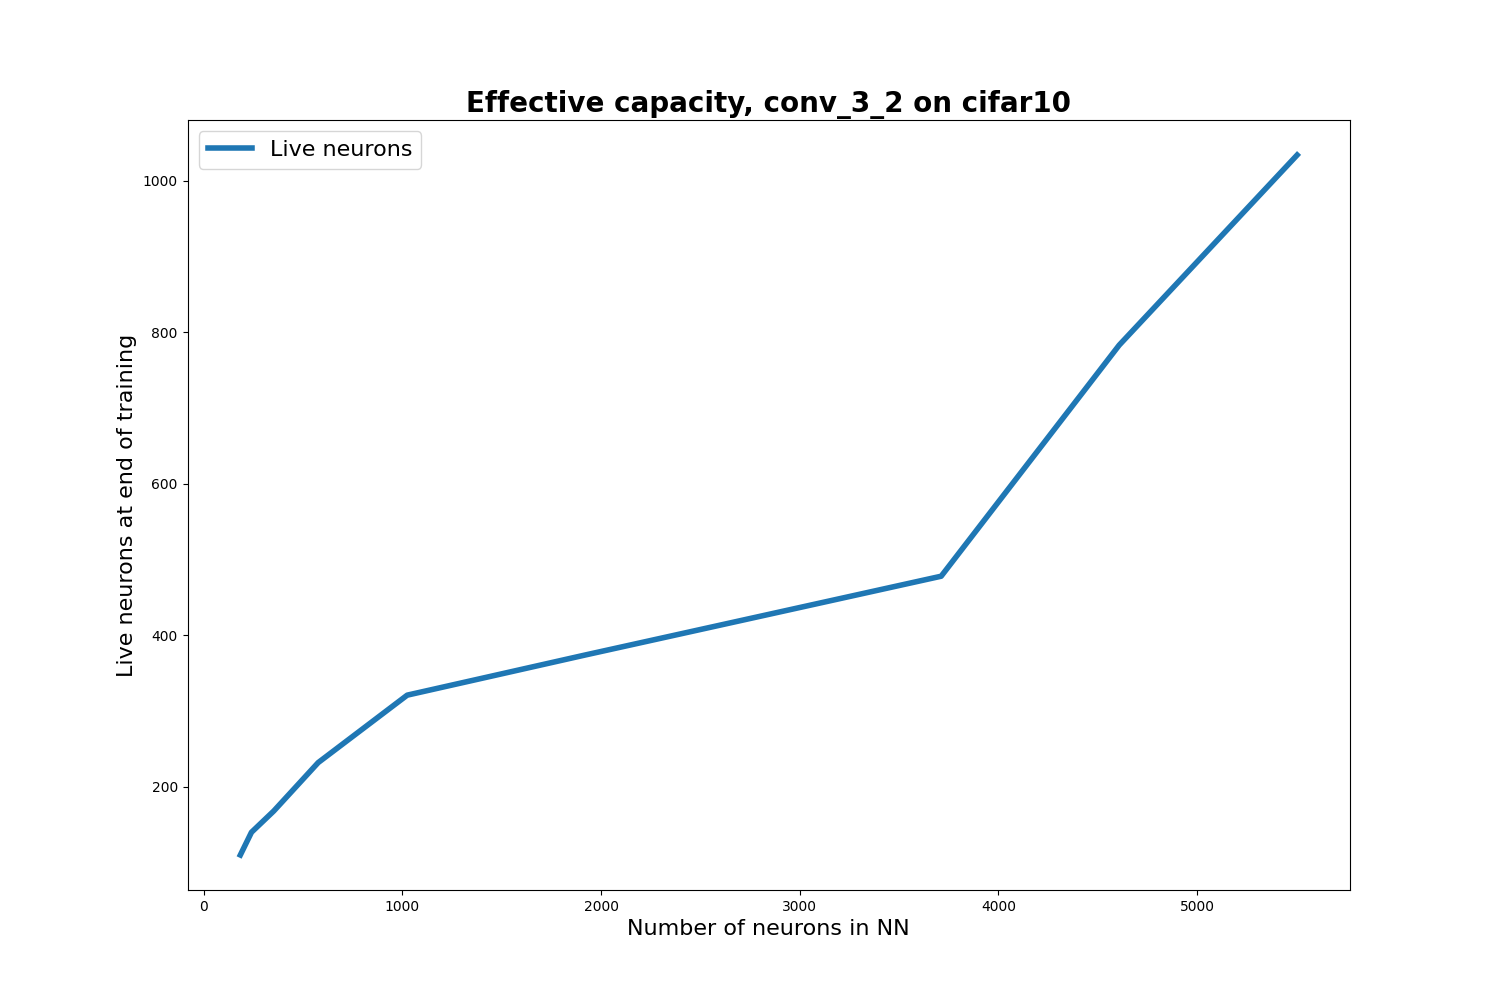 Effective capacity, conv_3_2 on cifar10
Live neurons
1000
800
600
400
200
Live neurons at end of training
0 1000 2000 3000 4000 5000
Number of neurons in NN